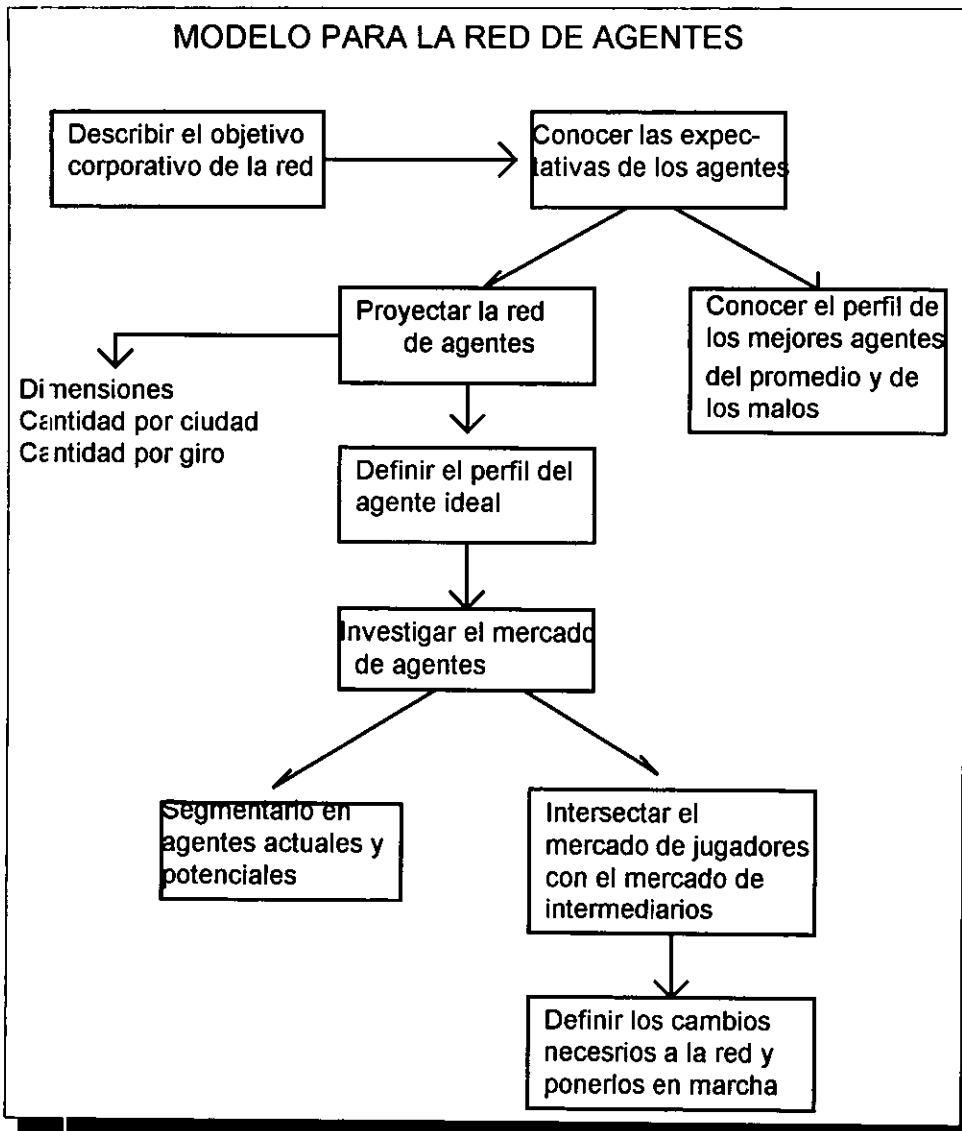 MODELO PARA LA RED DE AGENTES
Describir el objetivo
corporativo de la red
Conocer las expec-
tativas de los agentes
Proyectar la red
de agentes
Conocer el perfil de
los mejores agentes
del promedio y de
los malos
Dimensiones
Cantidad por ciudad
Cantidad por giro
Definir el perfil del
agente ideal
Investigar el mercado
de agentes
Segmentarlo en
agentes actuales y
potenciales
Intersectar el
mercado de jugadores
con el mercado de
intermediarios
Definir los cambios
necesrios a la red y
ponerlos en marcha